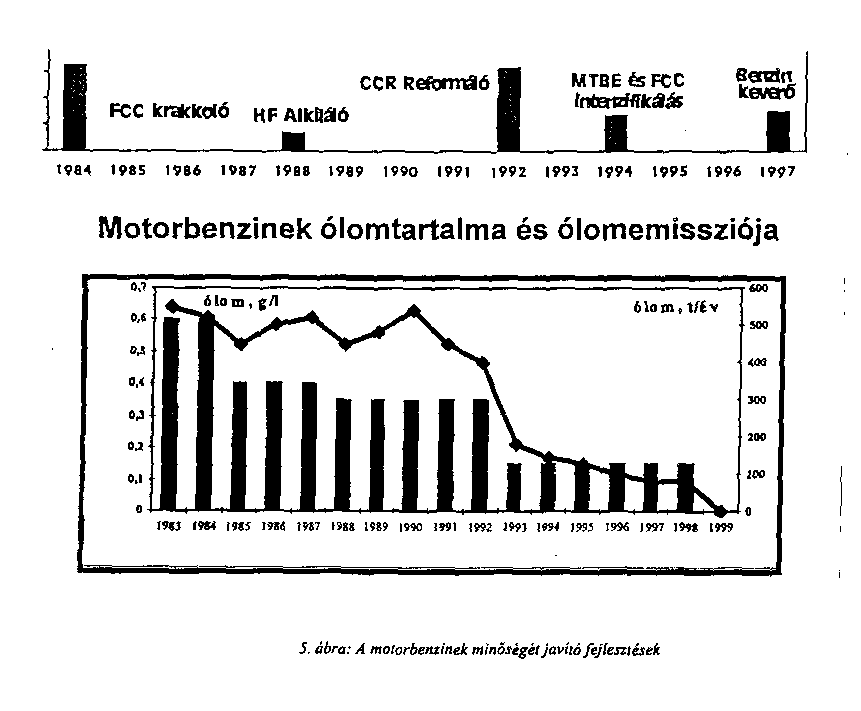 CCR Reformáló MTBE és FCC Benzin
FCC krakkoló HF Alkiláló Intenzifikálás keverő
1984 1985 1986 1987 1988 1989 1990 1991 1992 1993 1994 1995 1996 1997
Motorbenzinek ólomtartalma és ólomemissziója
ólom, g/l ólom, t/év
0,7 600
0,6 500
0,5 400
0,4 300
0,3 200
0,2 100
0,1 0
0
1983 1984 1985 1986 1987 1988 1989 1990 1991 1992 1993 1994 1995 1996 1997 1998 1999
5. ábra: A motorbenzinek minőségét javító fejlesztések